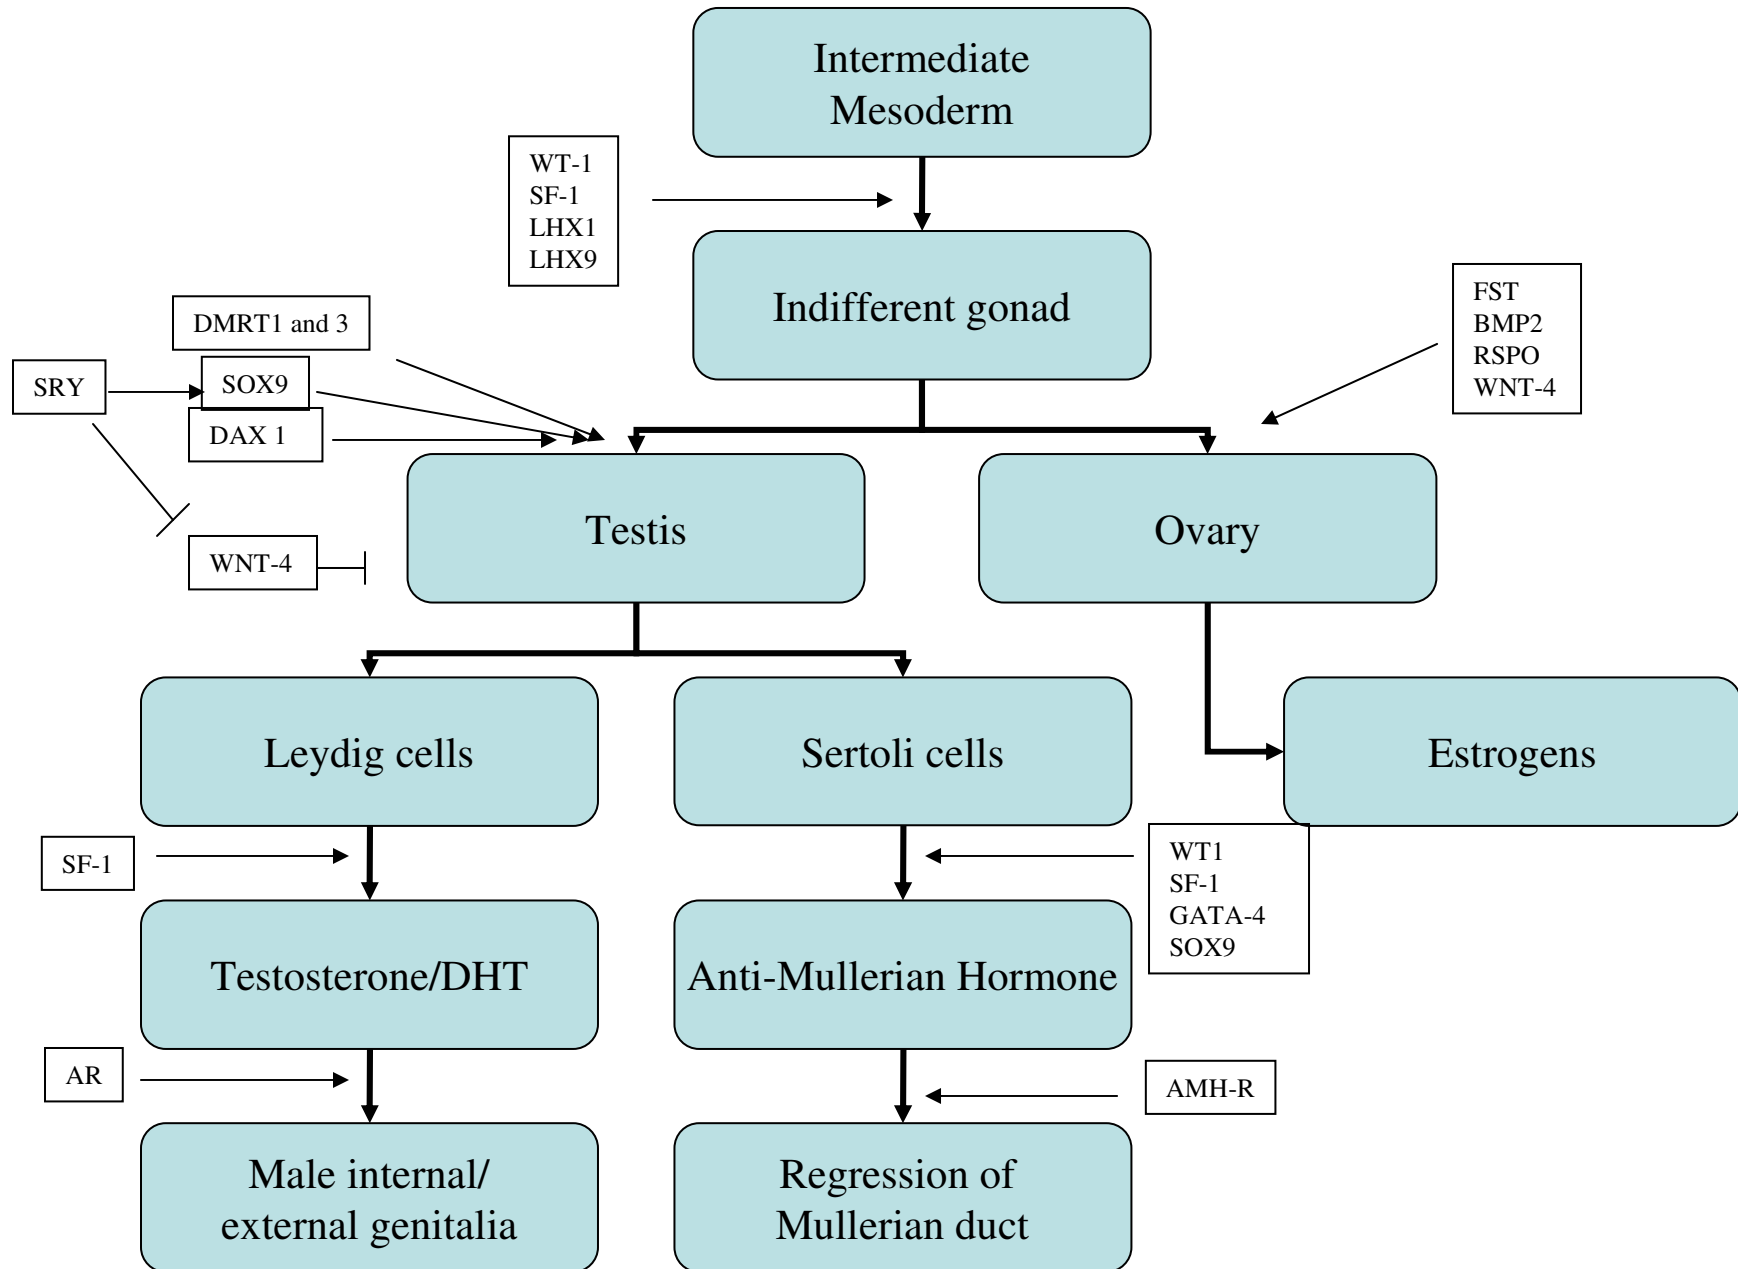 Intermediate
Mesoderm
WT-1
SF-1
LHX1
LHX9
Indifferent gonad
FST
BMP2
RSPO
WNT-4
DMRT1 and 3
SRY
SOX9
DAX 1
WNT-4
Testis
Ovary
Leydig cells
Sertoli cells
Estrogens
SF-1
WT1
SF-1
GATA-4
SOX9
Testosterone/DHT
Anti-Mullerian Hormone
AR
AMH-R
Male internal/
external genitalia
Regression of
Mullerian duct